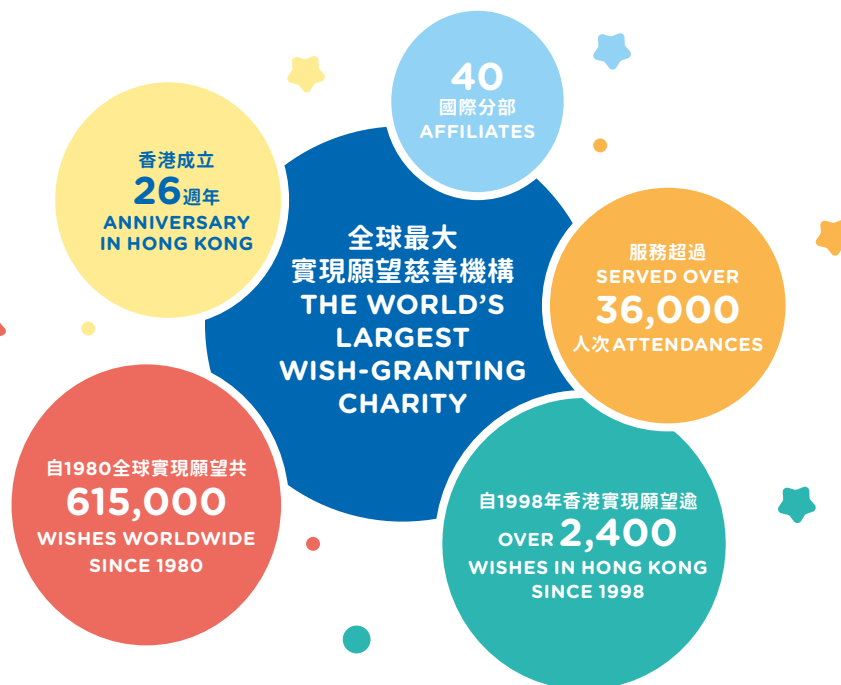 40
國際分部
AFFILIATES
香港成立
26週年
ANNIVERSARY
IN HONG KONG
全球最大
實現願望慈善機構
THE WORLD'S
LARGEST
WISH-GRANTING
CHARITY
服務超過
SERVED OVER
36,000
人次 ATTENDANCES
自1980全球實現願望共
615,000
WISHES WORLDWIDE
SINCE 1980
自1998年香港實現願望逾
OVER 2,400
WISHES IN HONG KONG
SINCE 1998